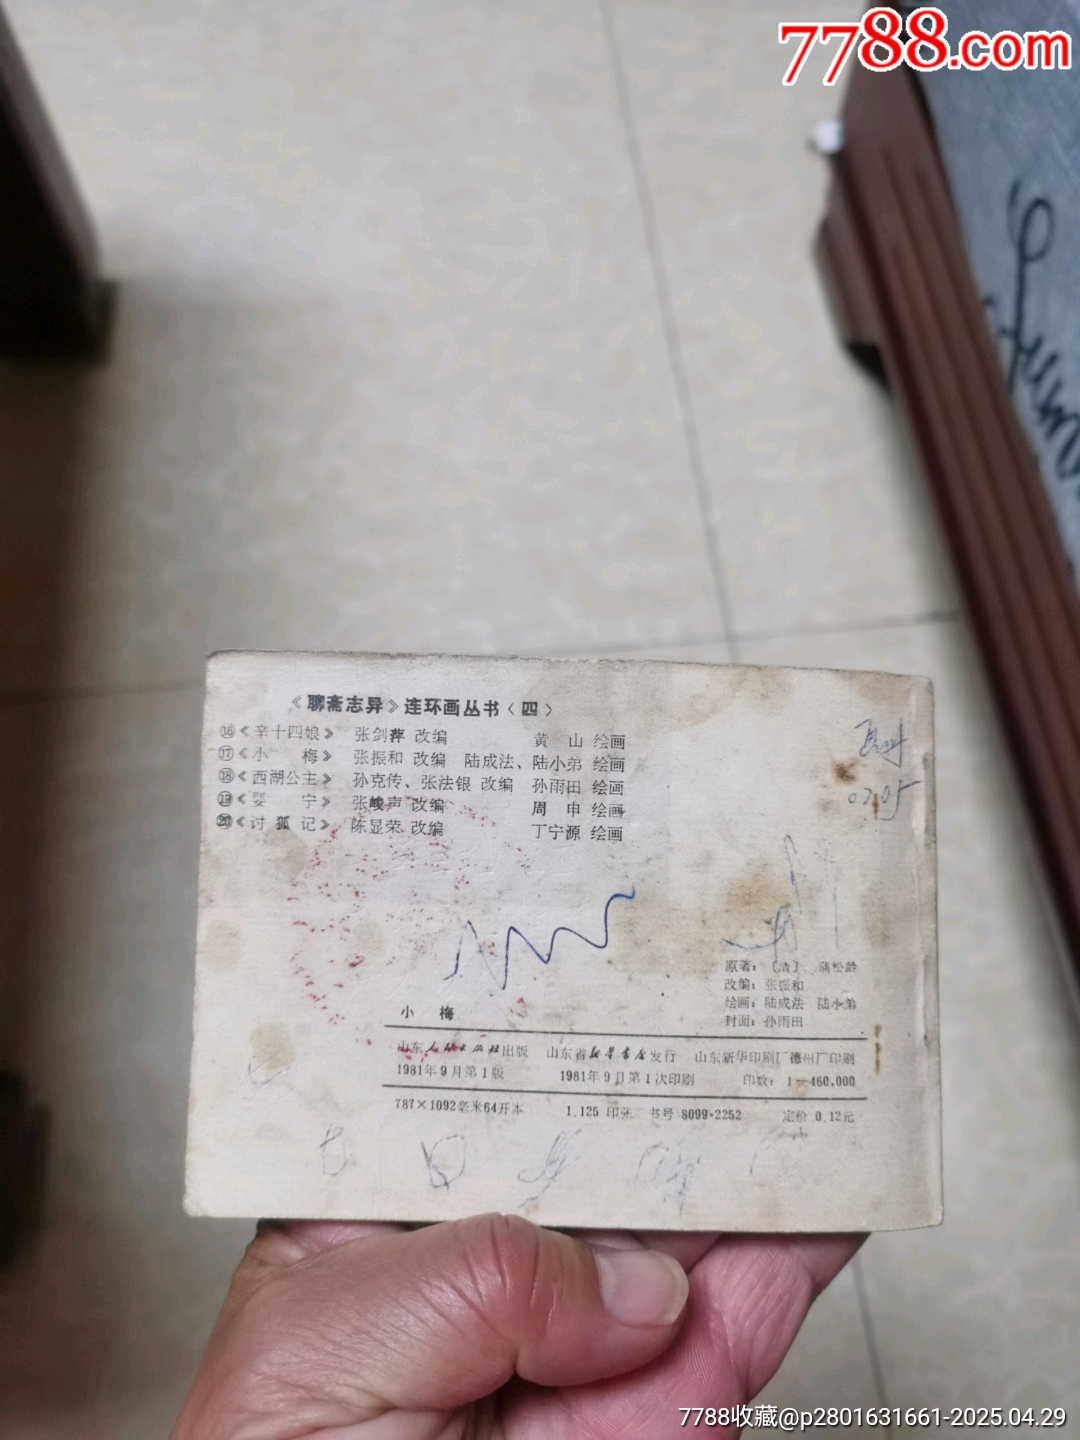 7788.com
《聊斋志异》连环画丛书〈四〉
⑯《辛十四娘》 张剑萍 改编 黄山 绘画
⑰《小梅》 张振和 改编 陆成法、陆小弟 绘画
⑱《西湖公主》 孙克传、张法银 改编 孙雨田 绘画
⑲《婴宁》 张峻声 改编 周申 绘画
⑳《讨狐记》 陈显荣 改编 丁宁源 绘画
原著：〔清〕 蒲松龄
改编：张振和
绘画：陆成法 陆小弟
封面：孙雨田
小梅
山东人民出版社出版 山东省新华书店发行 山东新华印刷厂德州厂印刷
1981年9月第1版 1981年9月第1次印刷 印数：1—460,000
787×1092毫米64开本 1.125 印张 书号 8099·2252 定价 0.12元
7788收藏@p2801631661-2025.04.29